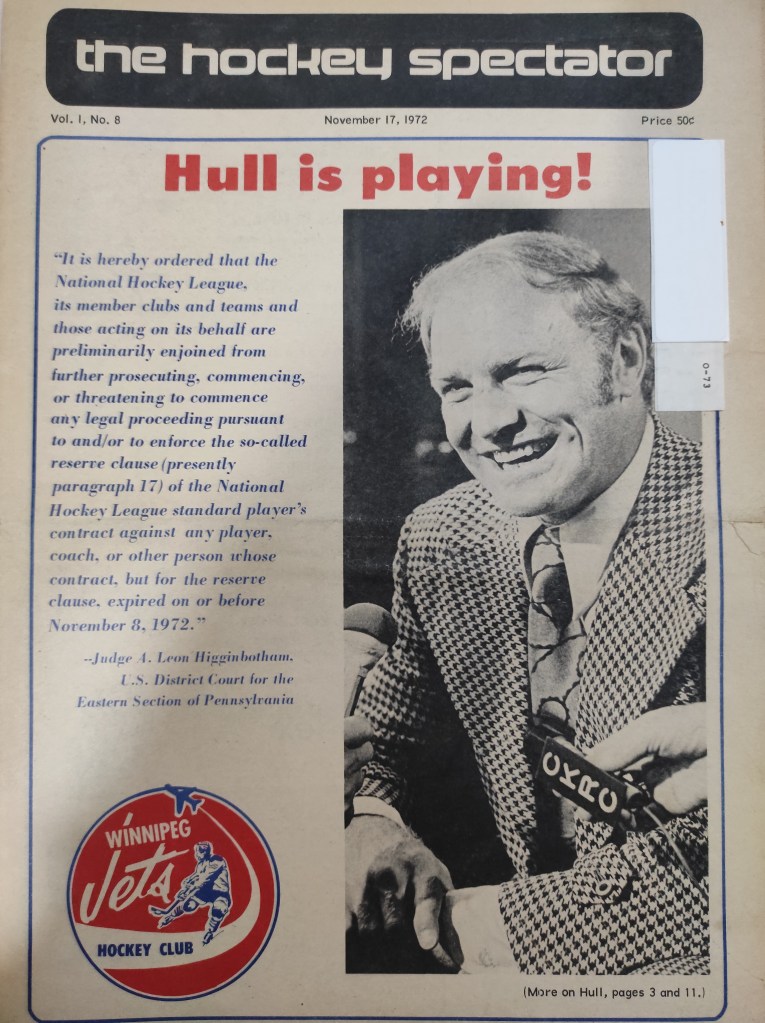 the hockey spectator
Vol. 1, No. 8 November 17, 1972 Price 50¢
Hull is playing!
"It is hereby ordered that the
National Hockey League,
its member clubs and teams and
those acting on its behalf are
preliminarily enjoined from
further prosecuting, commencing,
or threatening to commence
any legal proceeding pursuant
to and/or to enforce the so-called
reserve clause (presently
paragraph 17) of the National
Hockey League standard player's
contract against any player,
coach, or other person whose
contract, but for the reserve
clause, expired on or before
November 8, 1972."
--Judge A. Leon Higginbotham,
U.S. District Court for the
Eastern Section of Pennsylvania
WINNIPEG
Jets
HOCKEY CLUB
0-73
CKRC
(More on Hull, pages 3 and 11.)